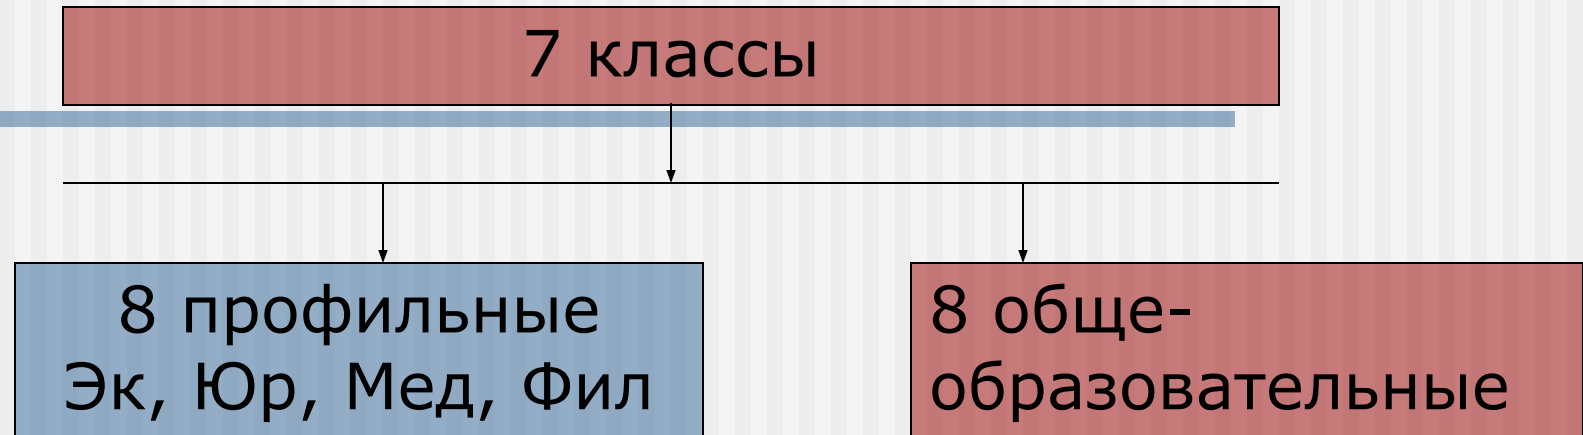 7 классы
8 профильные
Эк, Юр, Мед, Фил
8 обще-
образовательные